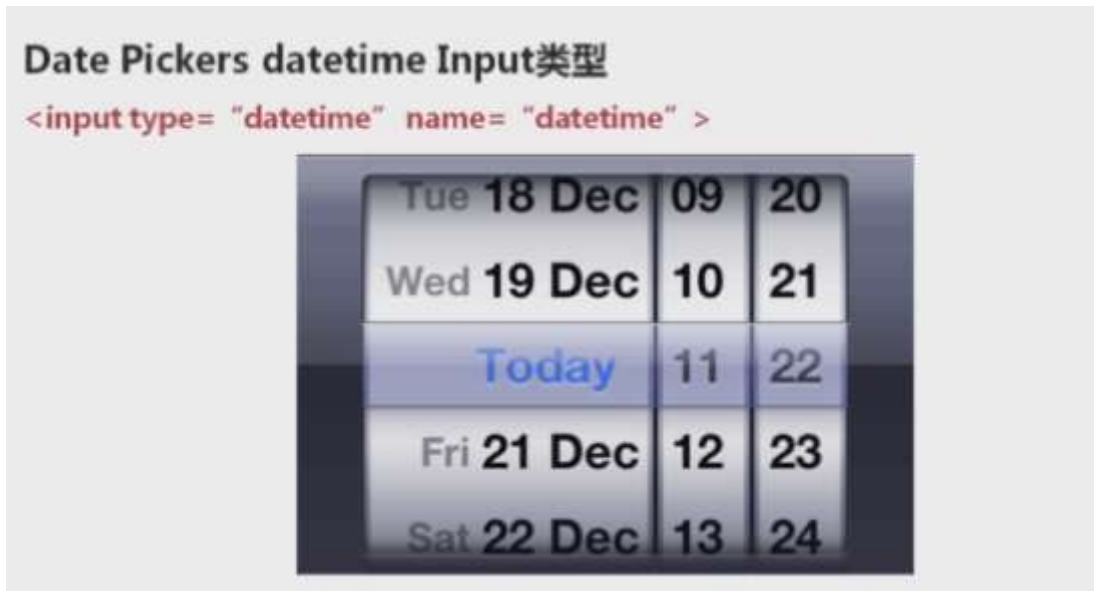 Date Pickers datetime Input类型
<input type= “datetime” name= “datetime” >
Tue 18 Dec 09 20
Wed 19 Dec 10 21
Today 11 22
Fri 21 Dec 12 23
Sat 22 Dec 13 24